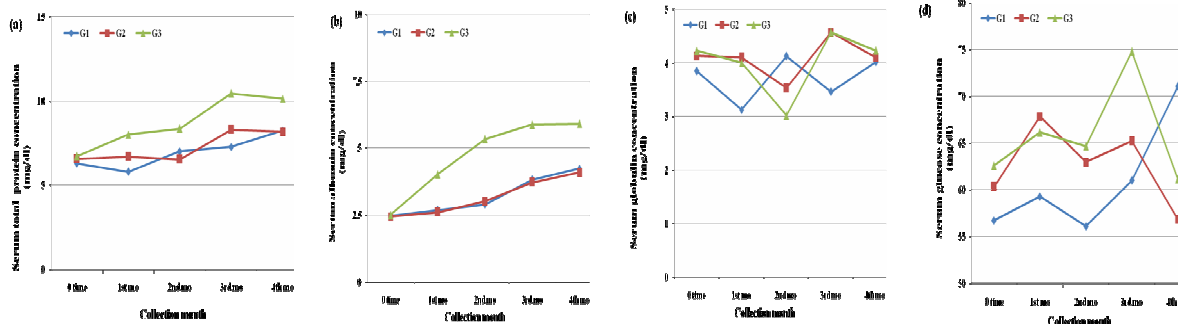 (a)
G1 G2 G3
Serum total protein concentration
(mg/dl)
15
10
5
0
0 time 1st mo 2nd mo 3rd mo 4th mo
Collection month
(b)
G1 G2 G3
Serum albumin concentration
(mg/dl)
10
7.5
5
2.5
0
0 time 1st mo 2nd mo 3rd mo 4th mo
Collection month
(c)
G1 G2 G3
Serum globulin concentration
(mg/dl)
5
4
3
2
1
0
0 time 1st mo 2nd mo 3rd mo 4th mo
Collection month
(d)
G1 G2 G3
Serum glucose concentration
(mg/dl)
80
75
70
65
60
55
50
0 time 1st mo 2nd mo 3rd mo
Collection month